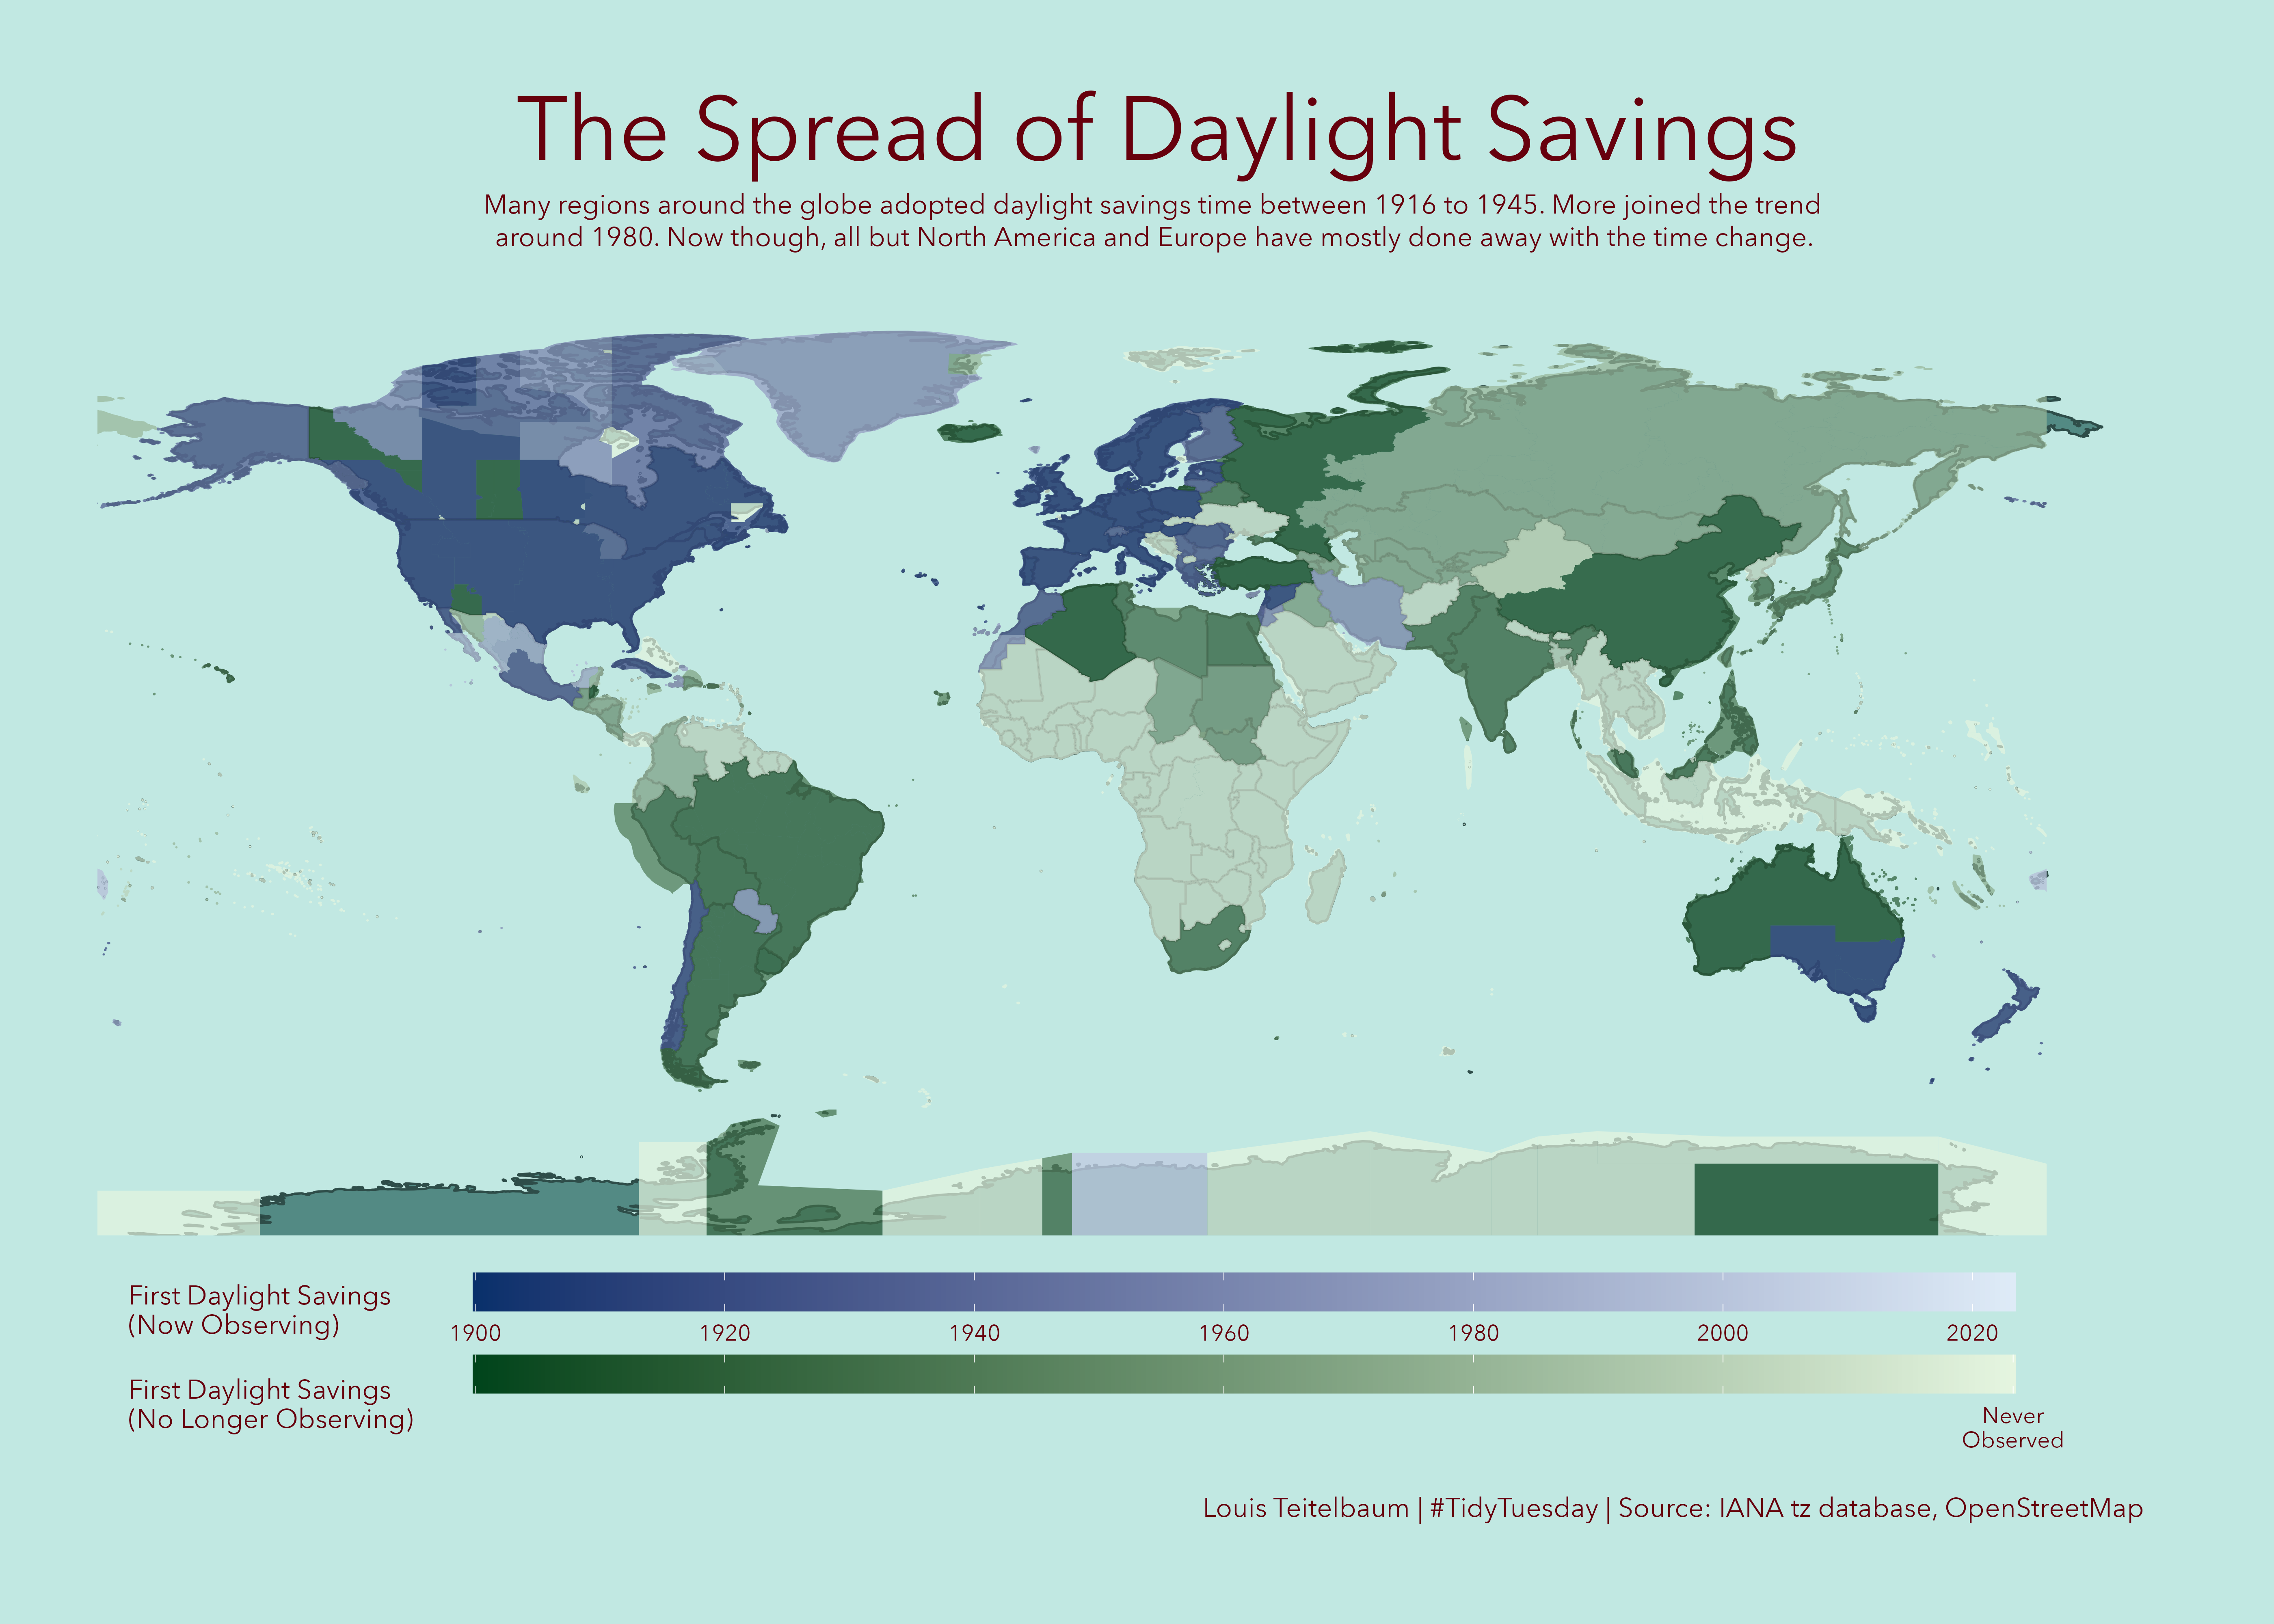 The Spread of Daylight Savings
Many regions around the globe adopted daylight savings time between 1916 to 1945. More joined the trend
around 1980. Now though, all but North America and Europe have mostly done away with the time change.
First Daylight Savings
(Now Observing)
1900 1920 1940 1960 1980 2000 2020
First Daylight Savings
(No Longer Observing)
Never
Observed
Louis Teitelbaum | #TidyTuesday | Source: IANA tz database, OpenStreetMap